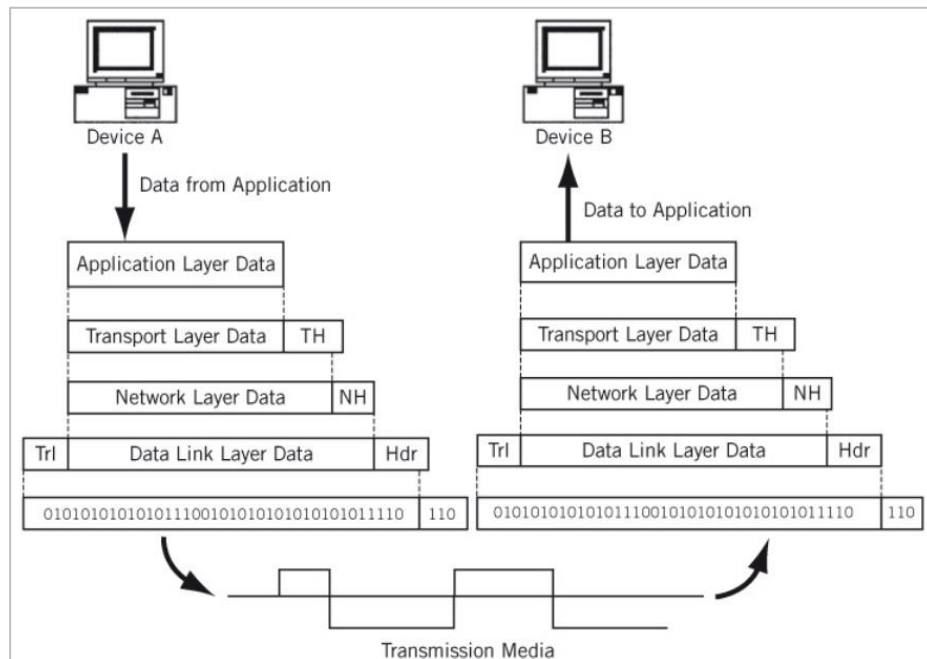 Device A
Data from Application
Application Layer Data
Transport Layer Data TH
Network Layer Data NH
Trl Data Link Layer Data Hdr
0101010101010111001010101010101010111110 110
Device B
Data to Application
Application Layer Data
Transport Layer Data TH
Network Layer Data NH
Trl Data Link Layer Data Hdr
0101010101010111001010101010101010111110 110
Transmission Media